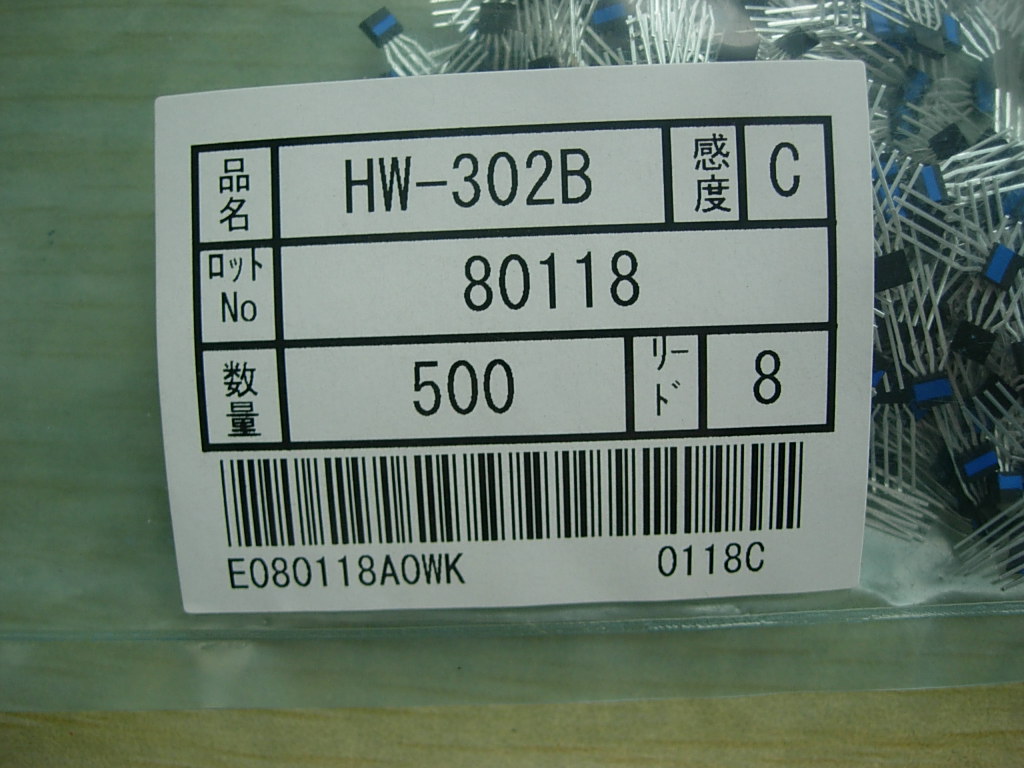 品名 HW-302B 感度 C
ロット No 80118
数量 500 リード 8
E080118A0WK 0118C